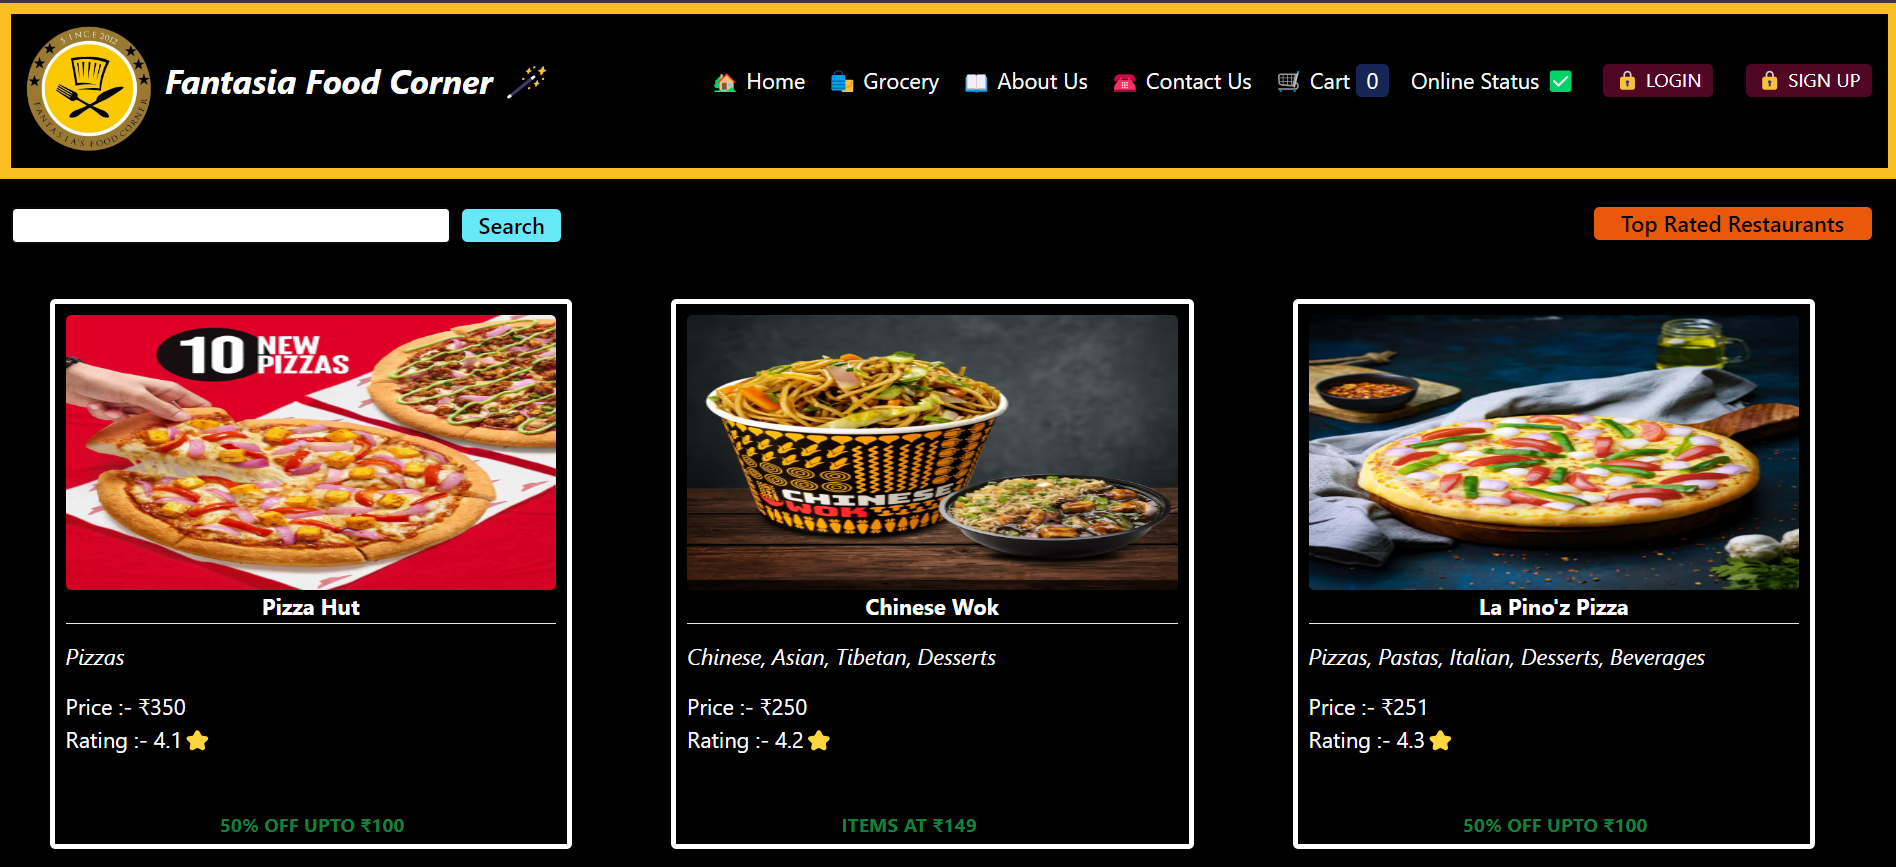 SINCE 2012
FANTASIA'S FOOD CORNER
Fantasia Food Corner
Home
Grocery
About Us
Contact Us
Cart 0
Online Status
LOGIN
SIGN UP
Search
Top Rated Restaurants
10 NEW
PIZZAS
Pizza Hut
Pizzas
Price :- ₹350
Rating :- 4.1
50% OFF UPTO ₹100
CHINESE
WOK
Chinese Wok
Chinese, Asian, Tibetan, Desserts
Price :- ₹250
Rating :- 4.2
ITEMS AT ₹149
La Pino'z Pizza
Pizzas, Pastas, Italian, Desserts, Beverages
Price :- ₹251
Rating :- 4.3
50% OFF UPTO ₹100